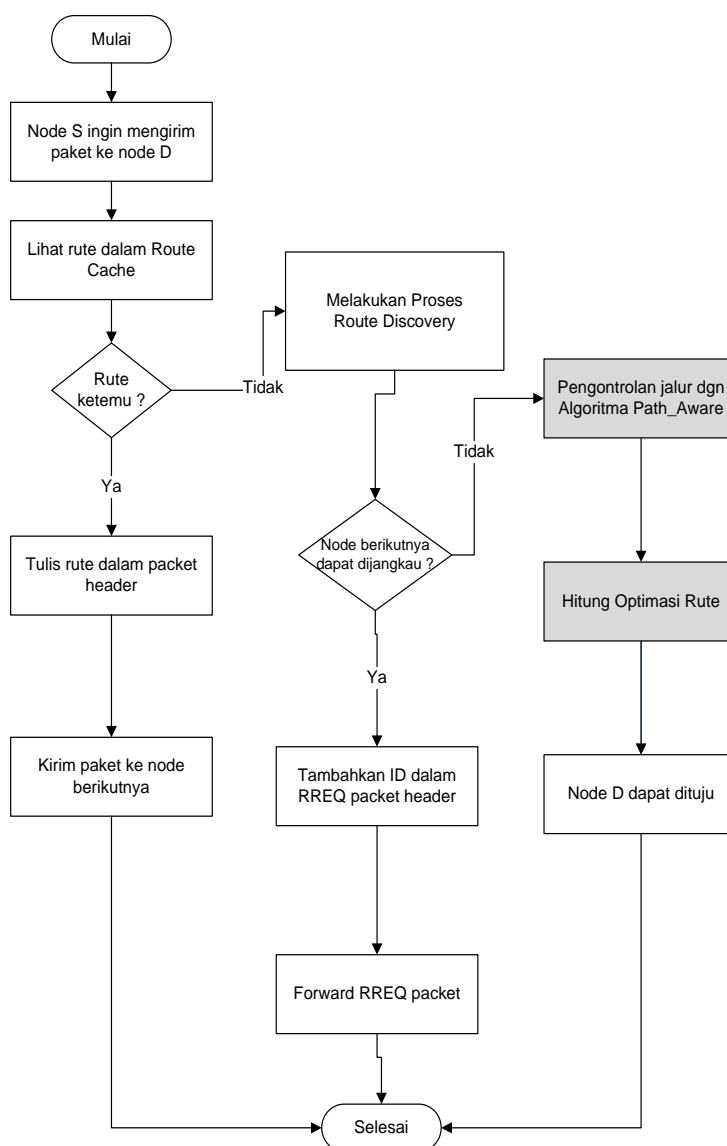 Mulai
Node S ingin mengirim
paket ke node D
Lihat rute dalam Route
Cache
Rute
ketemu ?
Tidak
Ya
Tulis rute dalam packet
header
Kirim paket ke node
berikutnya
Melakukan Proses
Route Discovery
Node berikutnya
dapat dijangkau ?
Tidak
Ya
Tambahkan ID dalam
RREQ packet header
Forward RREQ packet
Pengontrolan jalur dgn
Algoritma Path_Aware
Hitung Optimasi Rute
Node D dapat dituju
Selesai